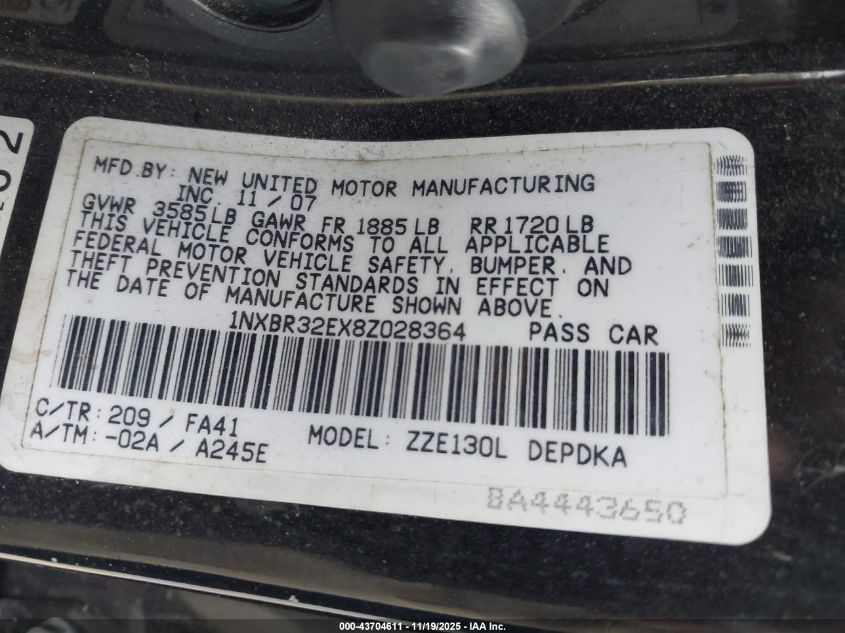 MFD. BY: NEW UNITED MOTOR MANUFACTURING
INC. 11 / 07
GVWR 3585LB GAWR FR 1885LB RR1720LB
THIS VEHICLE CONFORMS TO ALL APPLICABLE
FEDERAL MOTOR VEHICLE SAFETY, BUMPER, AND
THEFT PREVENTION STANDARDS IN EFFECT ON
THE DATE OF MANUFACTURE SHOWN ABOVE.
1NXBR32EX8Z028364 PASS CAR
C/TR: 209 / FA41
A/TM: -02A / A245E MODEL: ZZE130L DEPDKA
BA4443650
000-43704611 - 11/19/2025 - IAA Inc.